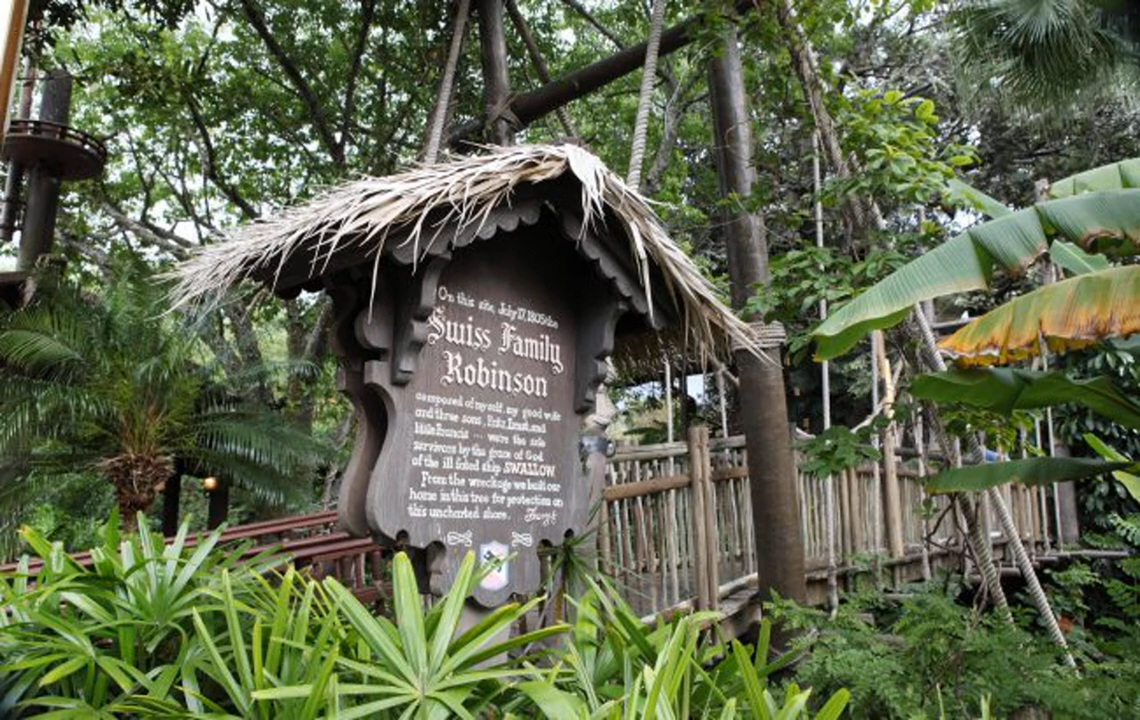 On this site, July 17, 1805 the
Swiss Family
Robinson
composed of myself, my good wife
and three sons, Fritz, Ernst, and
little Francis ... were the sole
survivors by the grace of God
of the ill fated ship SWALLOW.
From the wreckage we built our
home in this tree for protection on
this uncharted shore. Franz